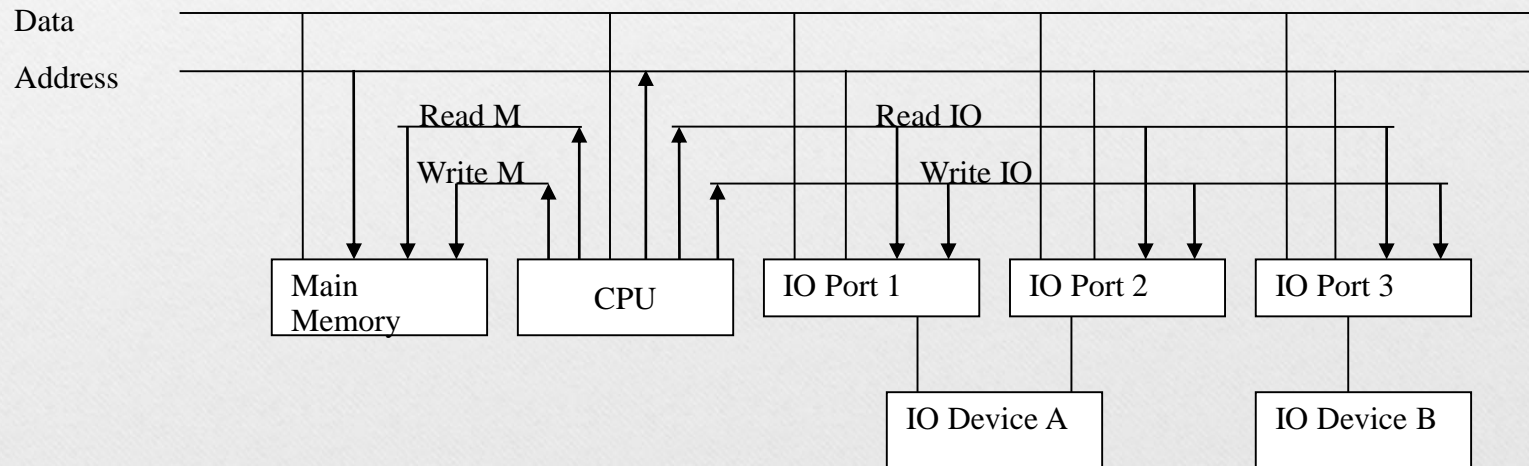 Data
Address
Read M
Read IO
Write M
Write IO
Main
Memory
CPU
IO Port 1
IO Port 2
IO Port 3
IO Device A
IO Device B